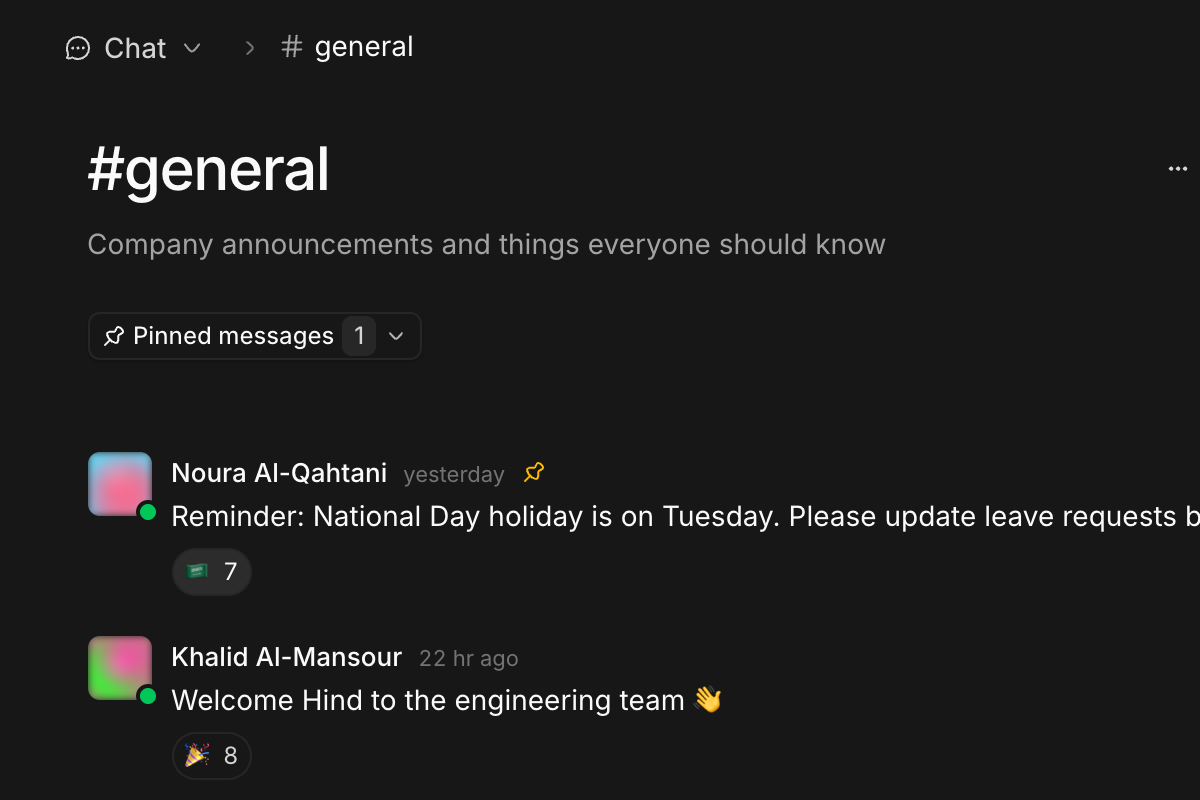 Chat
# general
#general
Company announcements and things everyone should know
Pinned messages 1
Noura Al-Qahtani yesterday
Reminder: National Day holiday is on Tuesday. Please update leave requests
🇸🇦 7
Khalid Al-Mansour 22 hr ago
Welcome Hind to the engineering team 👋
🎉 8